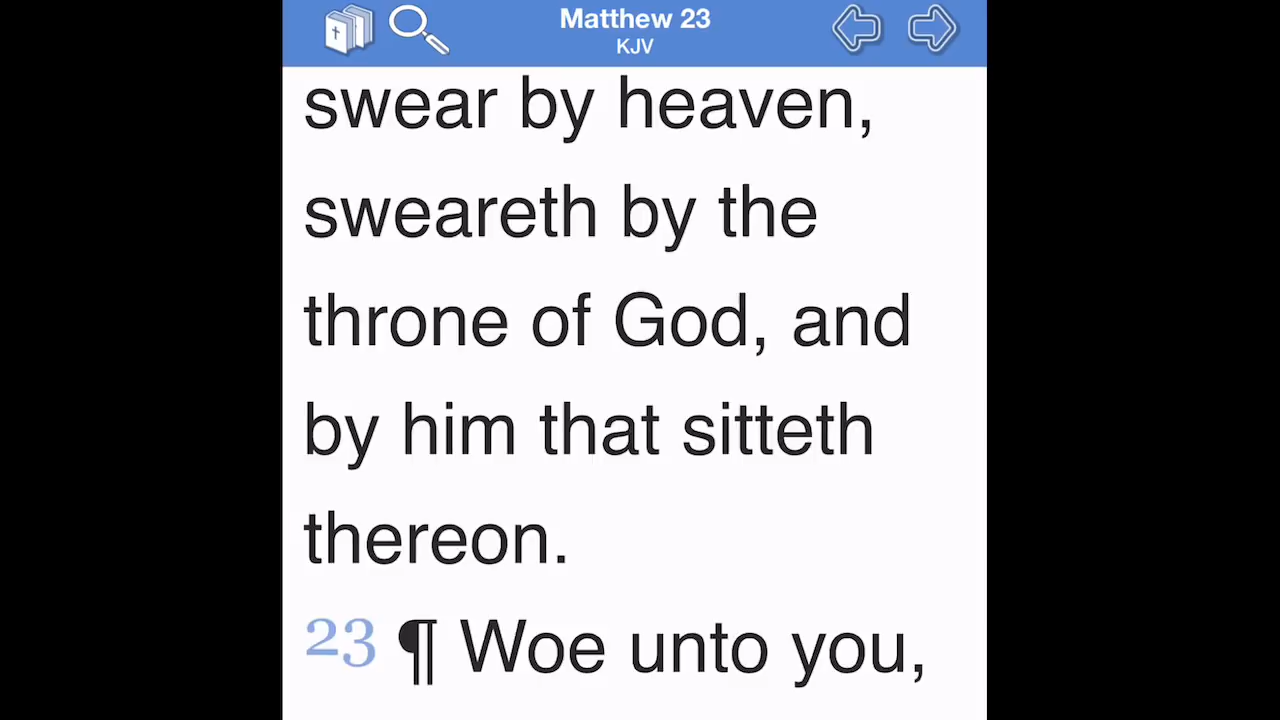 Matthew 23
KJV
swear by heaven,
sweareth by the
throne of God, and
by him that sitteth
thereon.
23 ¶ Woe unto you,